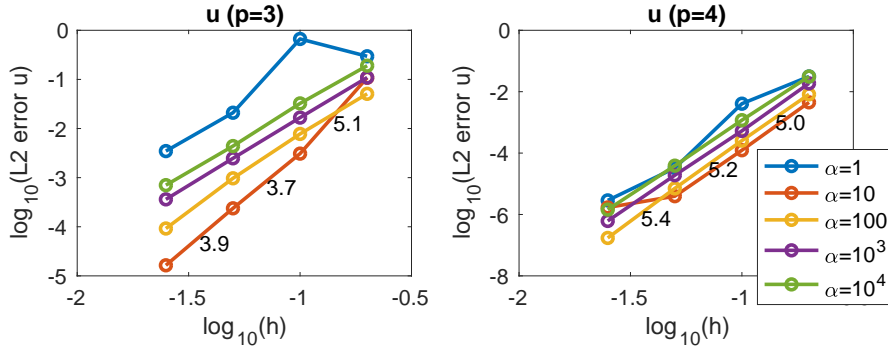 u (p=3)
0
-1
-2
-3
-4
-5
log10(L2 error u)
5.1
3.7
3.9
-2
-1.5
-1
-0.5
log10(h)
u (p=4)
0
-2
-4
-6
-8
log10(L2 error u)
5.0
5.2
5.4
-2
-1.5
-1
log10(h)
α=1
α=10
α=100
α=10³
α=10⁴